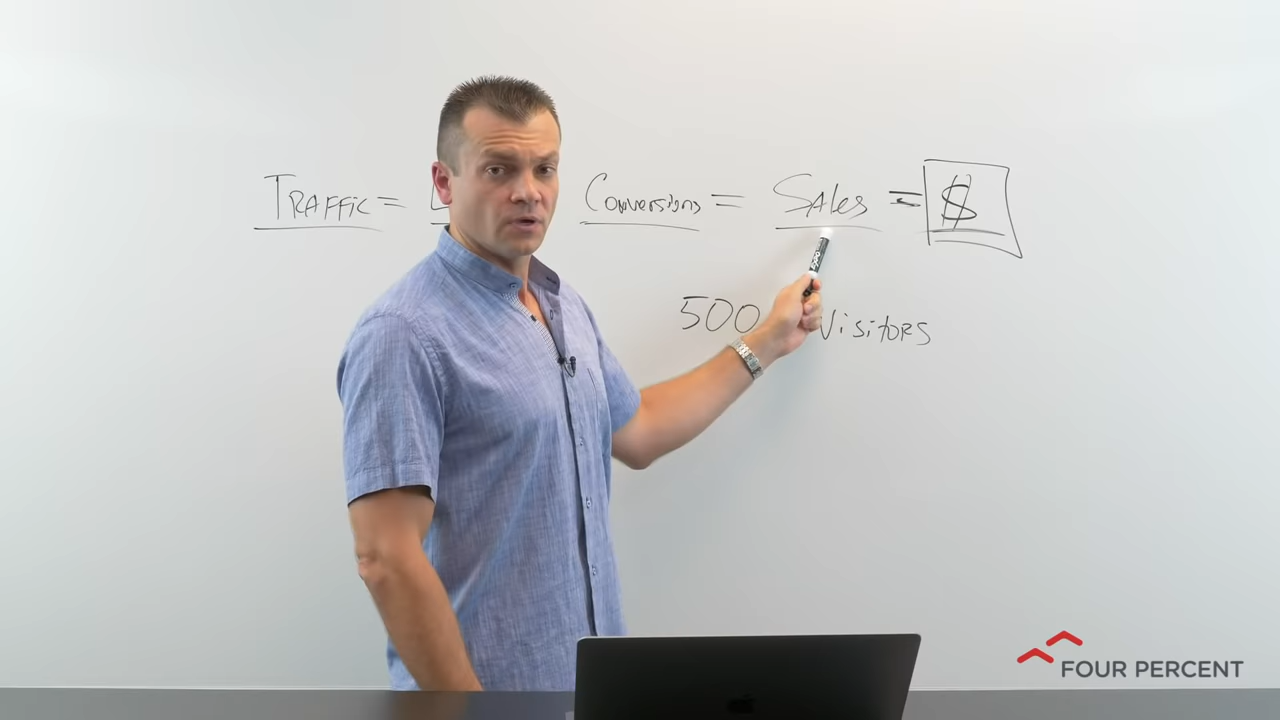 TRAFFiC = Conversions = SAles = $
500 Visitors
FOUR PERCENT